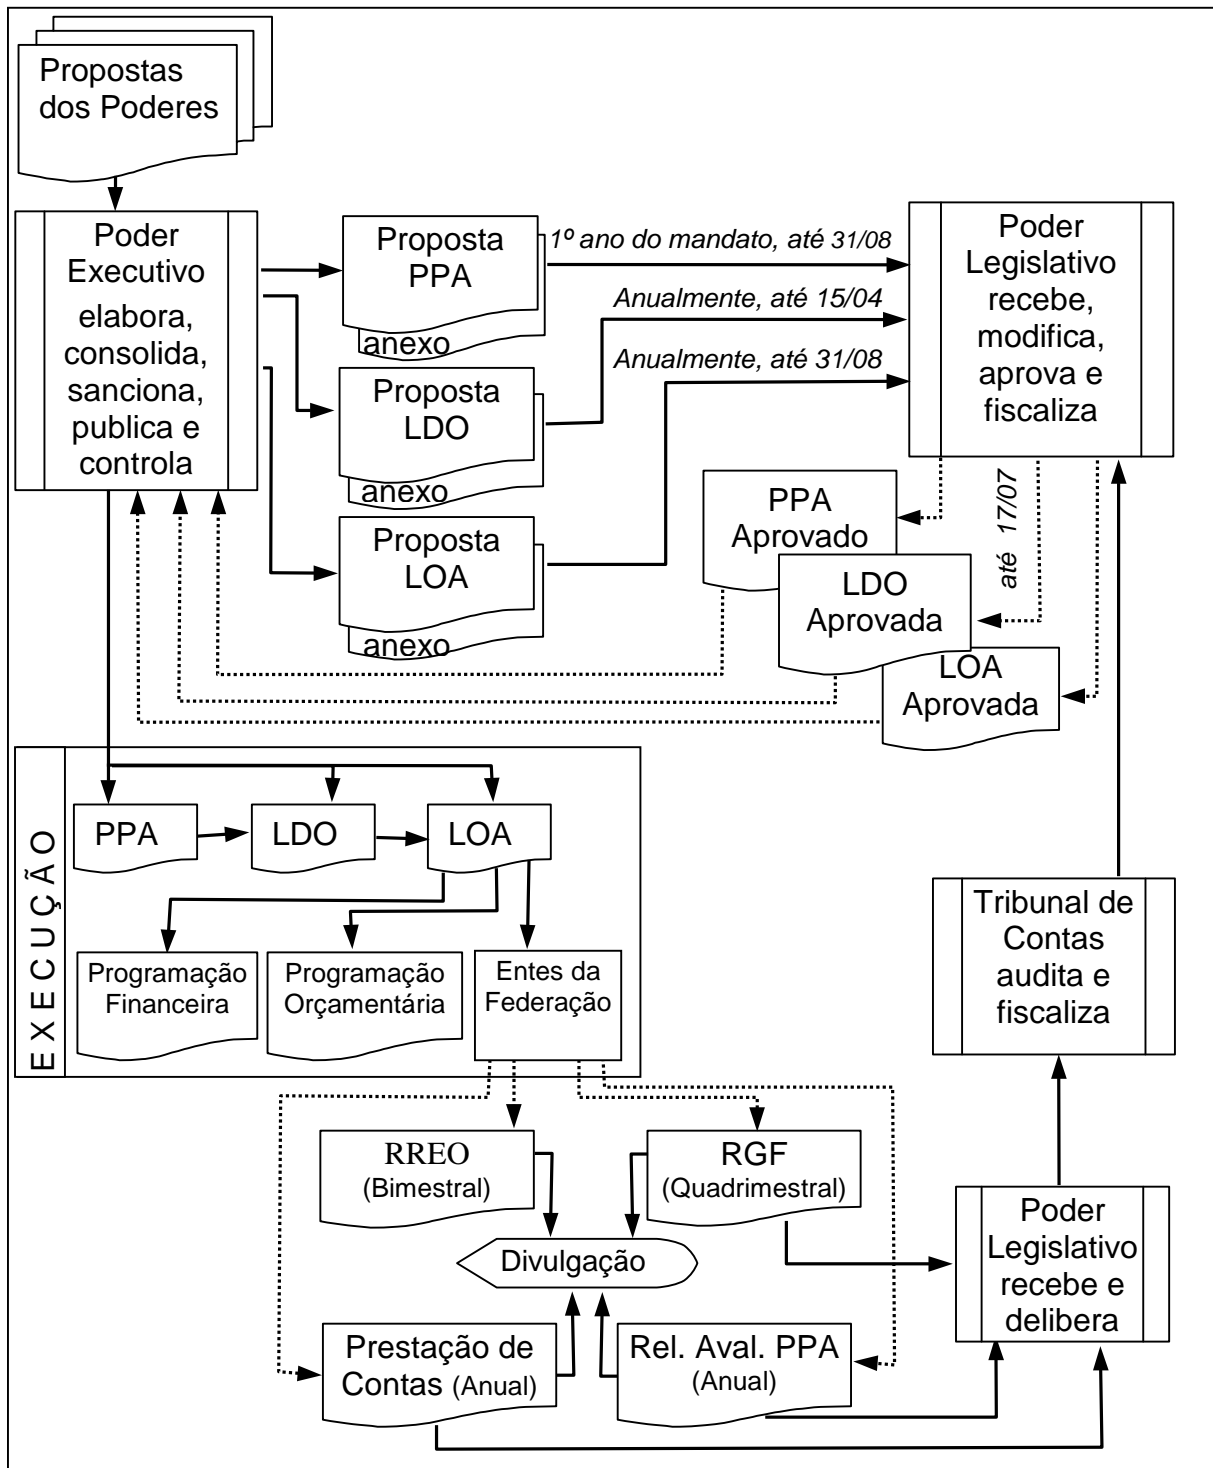 Propostas
dos Poderes
Poder
Executivo
elabora,
consolida,
sanciona,
publica e
controla
Proposta
PPA
anexo
Proposta
LDO
anexo
Proposta
LOA
anexo
1º ano do mandato, até 31/08
Anualmente, até 15/04
Anualmente, até 31/08
Poder
Legislativo
recebe,
modifica,
aprova e
fiscaliza
até 17/07
PPA
Aprovado
LDO
Aprovada
LOA
Aprovada
EXECUÇÃO
PPA
LDO
LOA
Programação
Financeira
Programação
Orçamentária
Entes da
Federação
Tribunal de
Contas
audita e
fiscaliza
RREO
(Bimestral)
RGF
(Quadrimestral)
Divulgação
Poder
Legislativo
recebe e
delibera
Prestação de
Contas (Anual)
Rel. Aval. PPA
(Anual)